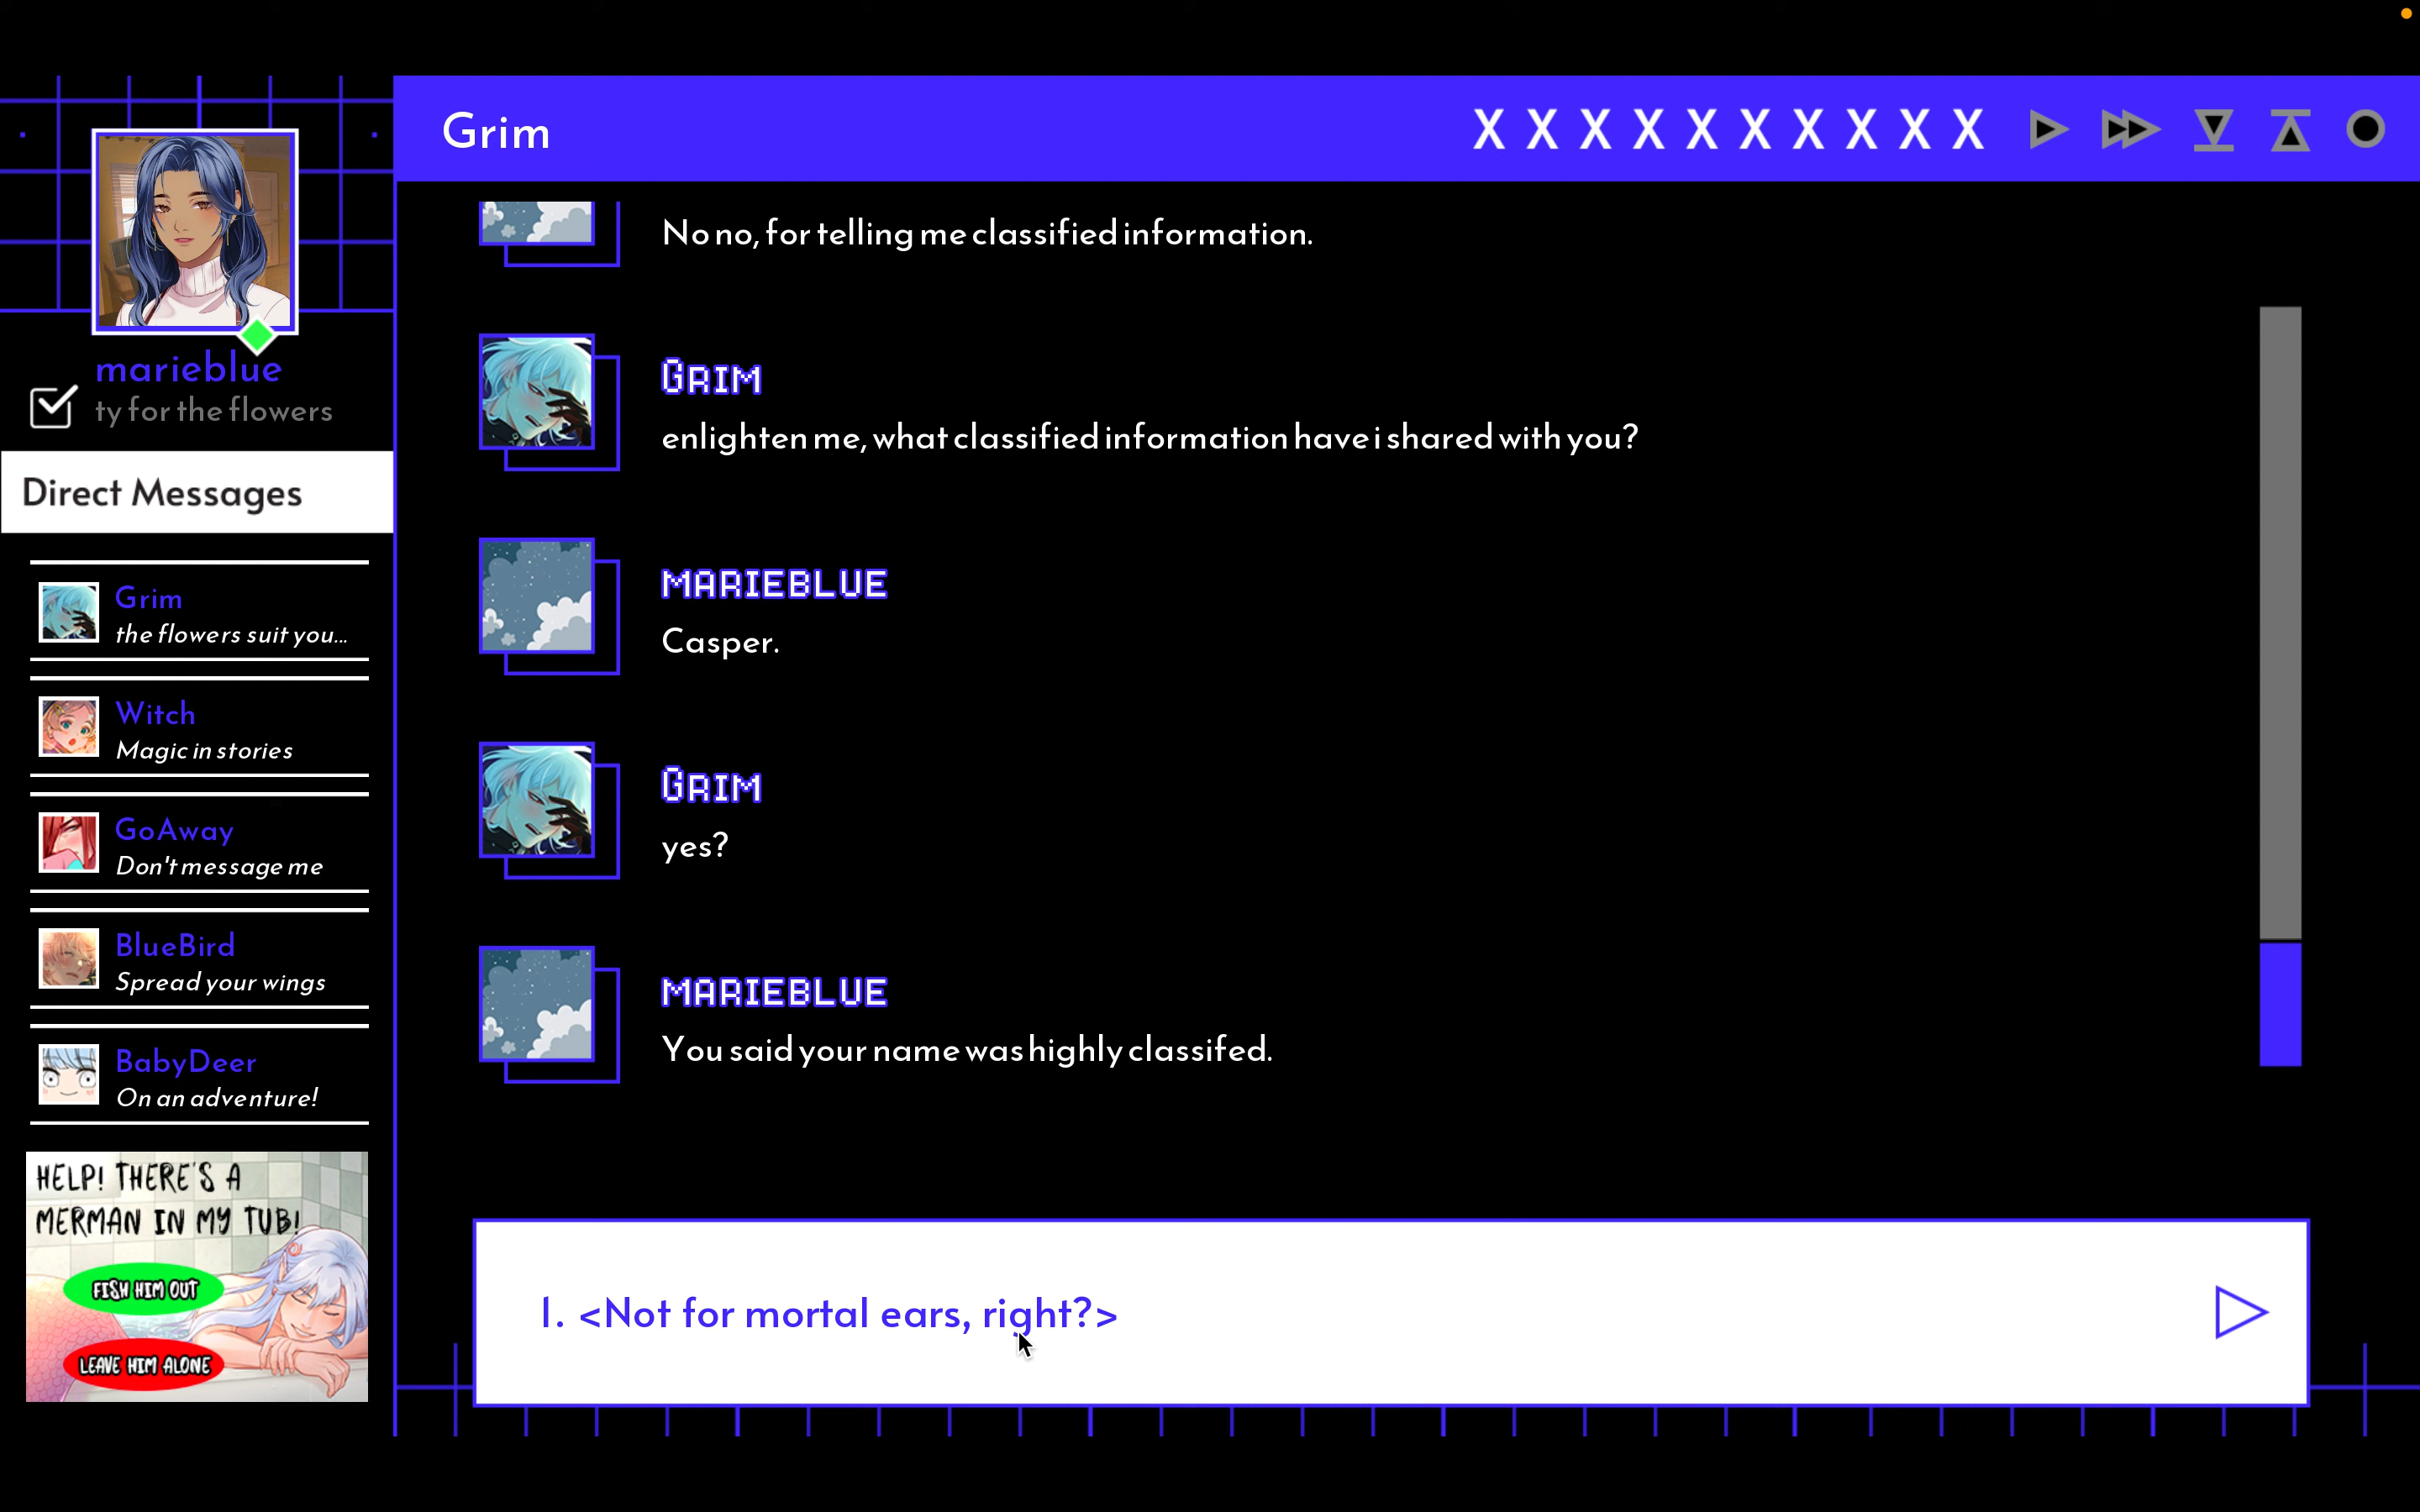 Grim
X X X X X X X X X X
marieblue
ty for the flowers
Direct Messages
Grim
the flowers suit you...
Witch
Magic in stories
GoAway
Don't message me
BlueBird
Spread your wings
BabyDeer
On an adventure!
HELP! THERE'S A
MERMAN IN MY TUB!
FISH HIM OUT
LEAVE HIM ALONE
No no, for telling me classified information.
GRIM
enlighten me, what classified information have i shared with you?
MARIEBLUE
Casper.
GRIM
yes?
MARIEBLUE
You said your name was highly classifed.
1. <Not for mortal ears, right?>